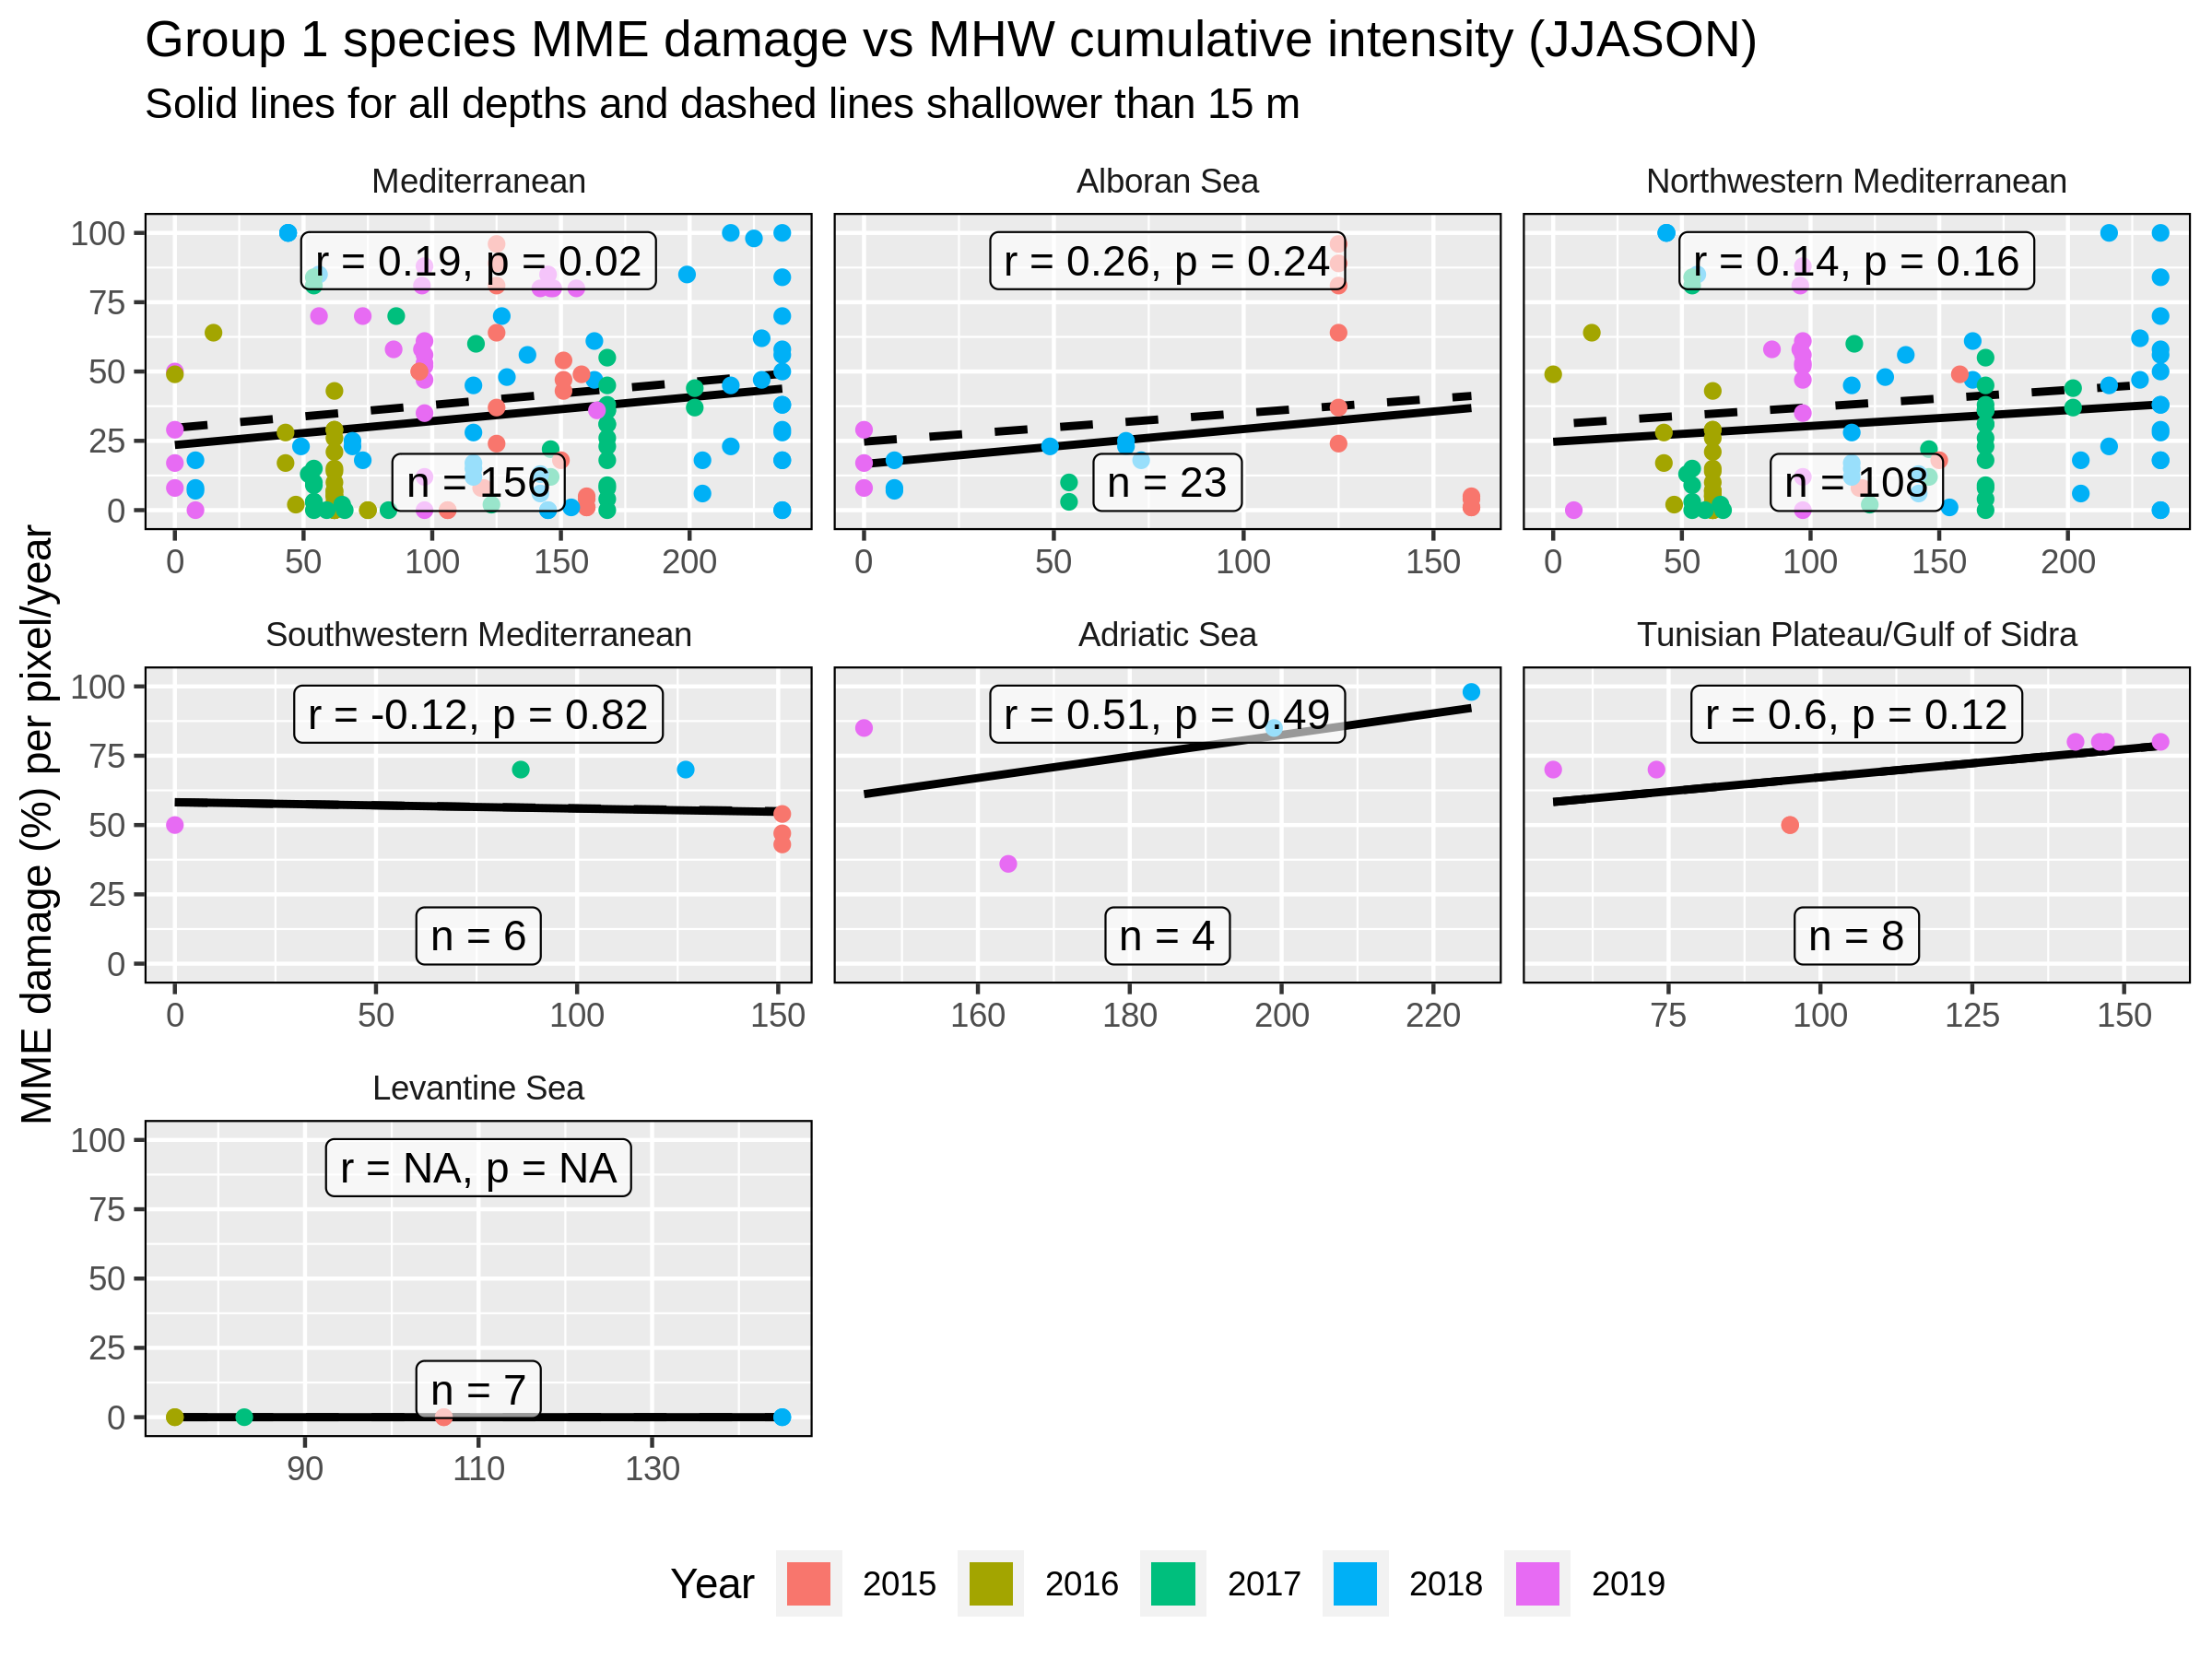 Group 1 species MME damage vs MHW cumulative intensity (JJASON)
Solid lines for all depths and dashed lines shallower than 15 m
MME damage (%) per pixel/year
Mediterranean
r = 0.19, p = 0.02
n = 156
100
75
50
25
0
0 50 100 150 200
Alboran Sea
r = 0.26, p = 0.24
n = 23
0 50 100 150
Northwestern Mediterranean
r = 0.14, p = 0.16
n = 108
0 50 100 150 200
Southwestern Mediterranean
r = -0.12, p = 0.82
n = 6
100
75
50
25
0
0 50 100 150
Adriatic Sea
r = 0.51, p = 0.49
n = 4
160 180 200 220
Tunisian Plateau/Gulf of Sidra
r = 0.6, p = 0.12
n = 8
75 100 125 150
Levantine Sea
r = NA, p = NA
n = 7
100
75
50
25
0
90 110 130
Year 2015 2016 2017 2018 2019